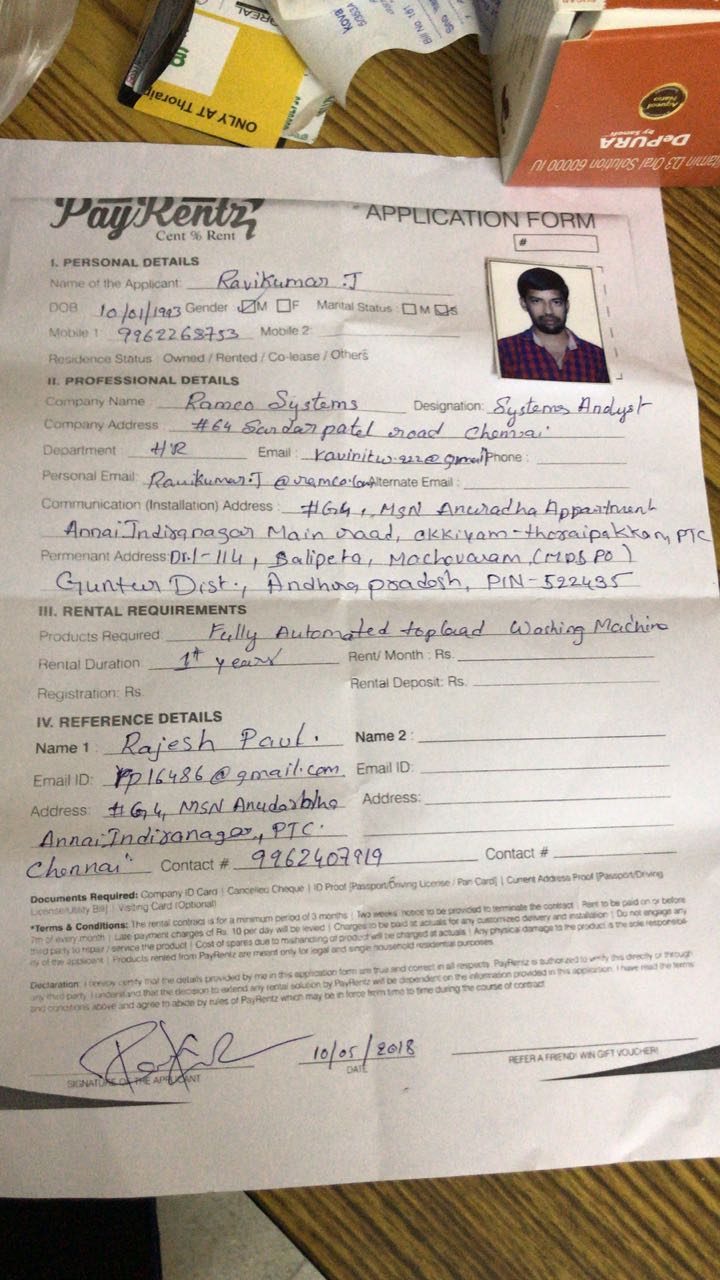 Kova
Bill No 181
ONLY AT Thoraip
DePURA
by Sanofi
Vitamin D3 Oral Solution 60000 IU
PayRentz
Cent % Rent
APPLICATION FORM
#
I. PERSONAL DETAILS
Name of the Applicant: Ravikumar .J
DOB 10/01/1993 Gender M F Marital Status : M S
Mobile 1: 9962268753 Mobile 2:
Residence Status : Owned / Rented / Co-lease / Others
II. PROFESSIONAL DETAILS
Company Name : Ramco Systems Designation: Systems Analyst
Company Address : #64 Sardar patel road Chennai
Department : HR Email : @gmail Phone :
Personal Email: Ravikumar.J @ramco.com Alternate Email :
Communication (Installation) Address : #G4, MSN Anuradha Appartment
Annai Indiranagar Main road, okkiyam-thoraipakkam, PTC
Permenant Address: Dr.1-114, Balipeta, Machavaram, (MDS PO)
Guntur Dist., Andhra pradesh, PIN-522435
III. RENTAL REQUIREMENTS
Products Required Fully Automated topload Washing Machine
Rental Duration 1+ years Rent/ Month : Rs.
Registration: Rs. Rental Deposit: Rs.
IV. REFERENCE DETAILS
Name 1 : Rajesh Paul. Name 2 :
Email ID: rp16486@gmail.com Email ID:
Address: #G4, MSN Address:
Annai Indiranagar, PTC.
Chennai Contact # 9962407919 Contact #
Documents Required: Company ID Card | Cancelled Cheque | ID Proof [Passport/Driving License / Pan Card] | Current Address Proof [Passport/Driving
License/Utility Bill] | Visiting Card (Optional)
*Terms & Conditions: The rental contract is for a minimum period of 3 months | Two weeks notice to be provided to terminate the contract | Rent to be paid on or before
7th of every month | Late payment charges of Rs. 10 per day will be levied | Charges to be paid at actuals for any customized delivery and installation | Do not engage any
third party to repair / service the product | Cost of spares due to mishandling of product will be charged at actuals | Any physical damage to the product is the sole responsib-
ity of the applicant | Products rented from PayRentz are meant only for legal and single household residential purposes.
Declaration: I hereby certify that the details provided by me in this application form are true and correct in all respects. PayRentz is authorized to verify this directly or through
any third party. I understand that the decision to extend any rental solution by PayRentz will be dependent on the information provided in this application. I have read the terms
and conditions above and agree to abide by rules of PayRentz which may be in force from time to time during the course of contract
10/05/2018
SIGNATURE OF THE APPLICANT DATE REFER A FRIEND! WIN GIFT VOUCHER!